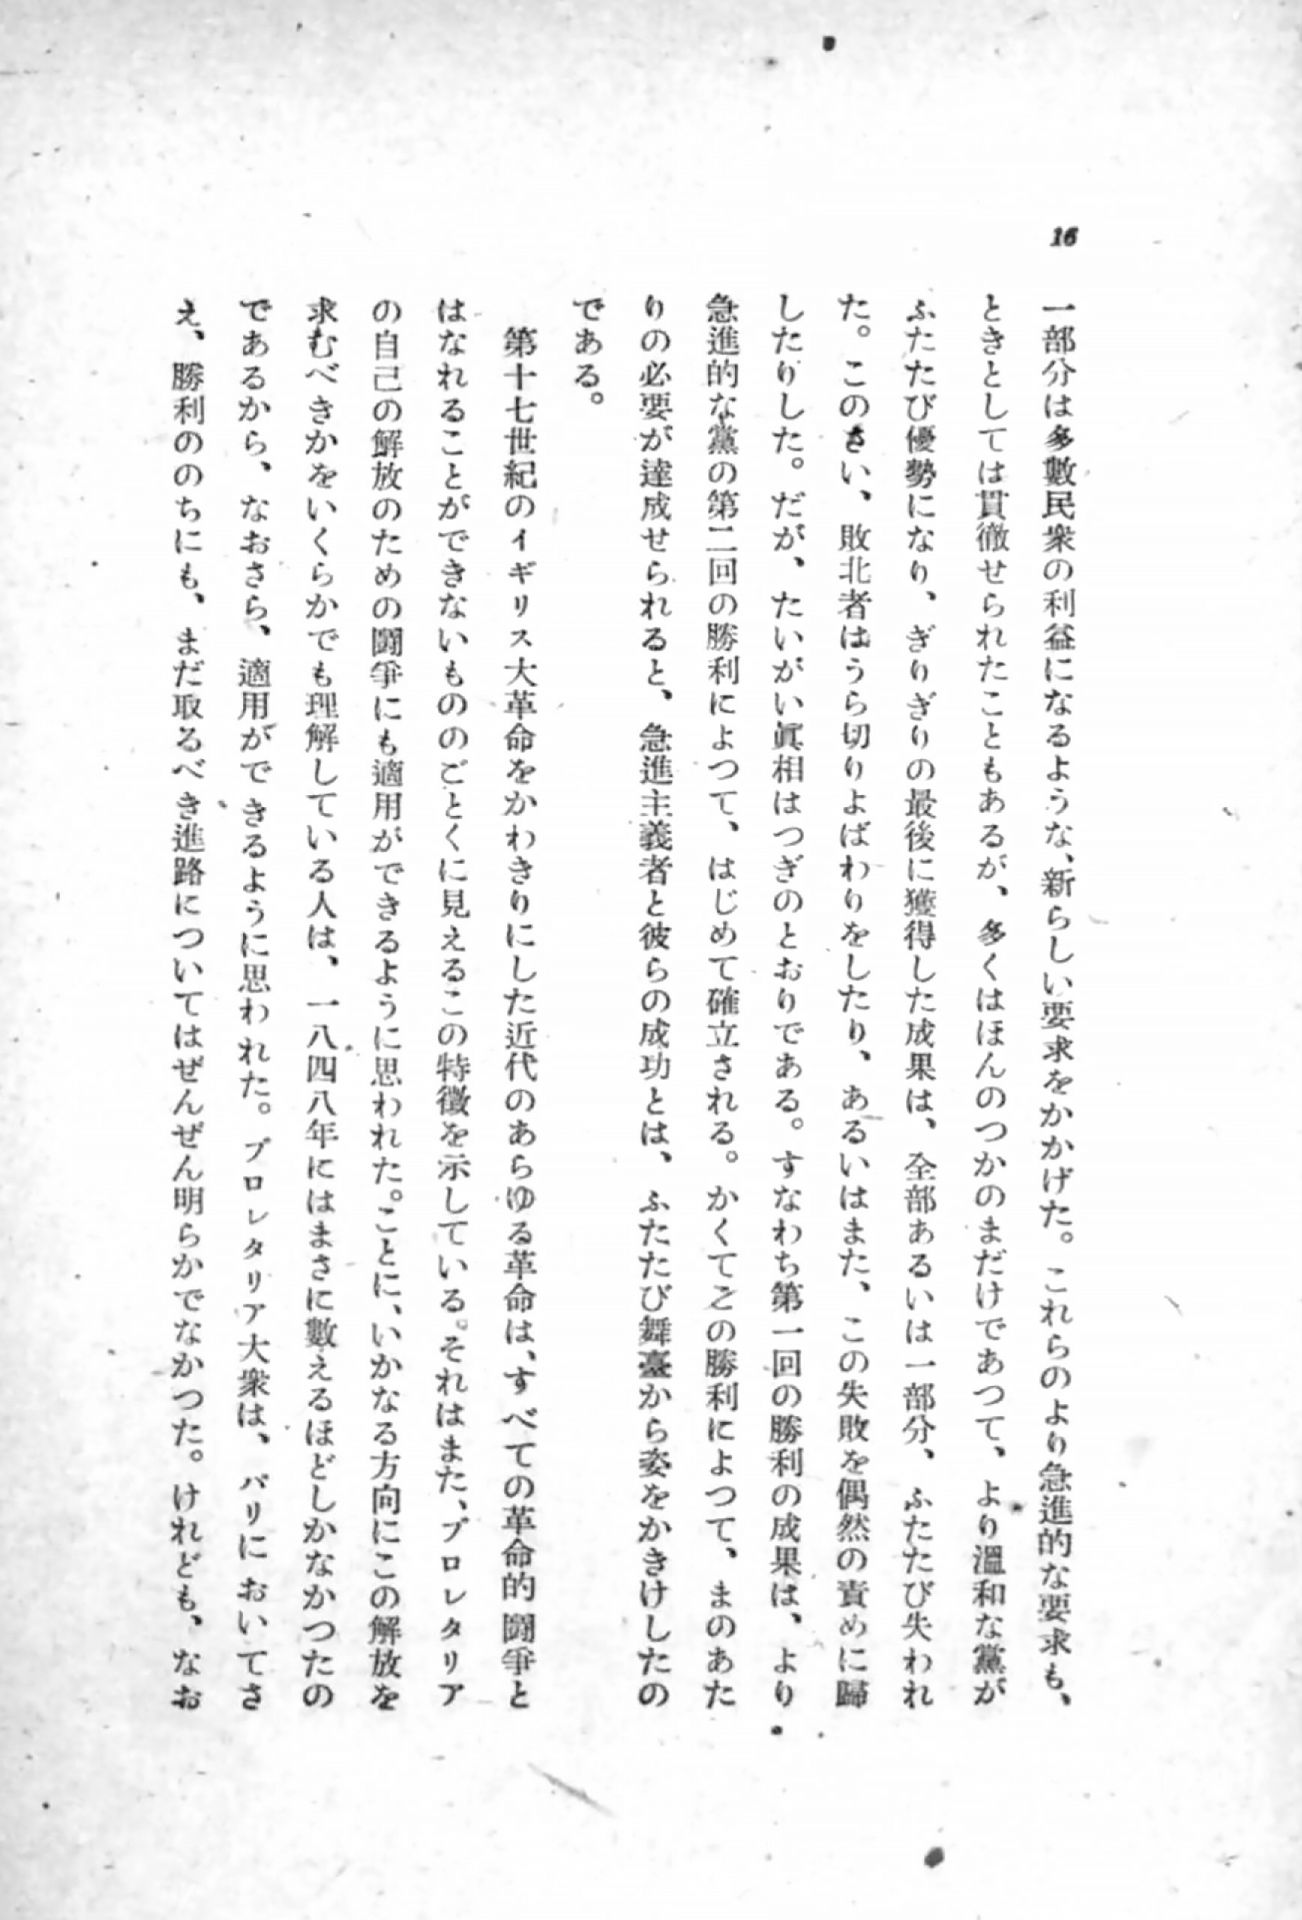 16
一部分は多數民衆の利益になるような、新らしい要求をかかげた。これらのより急進的な要求も、
ときとしては貫徹せられたこともあるが、多くはほんのつかのまだけであつて、より溫和な黨が
ふたたび優勢になり、ぎりぎりの最後に獲得した成果は、全部あるいは一部分、ふたたび失われ
た。このさい、敗北者はうら切りよばわりをしたり、あるいはまた、この失敗を偶然の責めに歸
したりした。だが、たいがい眞相はつぎのとおりである。すなわち第一回の勝利の成果は、より
急進的な黨の第二回の勝利によつて、はじめて確立される。かくてこの勝利によつて、まのあた
りの必要が達成せられると、急進主義者と彼らの成功とは、ふたたび舞臺から姿をかきけしたの
である。
第十七世紀のイギリス大革命をかわきりにした近代のあらゆる革命は、すべての革命的鬪爭と
はなれることができないもののごとくに見えるこの特徵を示している。それはまた、プロレタリア
の自己の解放のための鬪爭にも適用ができるように思われた。ことに、いかなる方向にこの解放を
求むべきかをいくらかでも理解している人は、一八四八年にはまさに數えるほどしかなかつたの
であるから、なおさら、適用ができるように思われた。プロレタリア大衆は、パリにおいてさ
え、勝利ののちにも、まだ取るべき進路についてはぜんぜん明らかでなかつた。けれども、なお